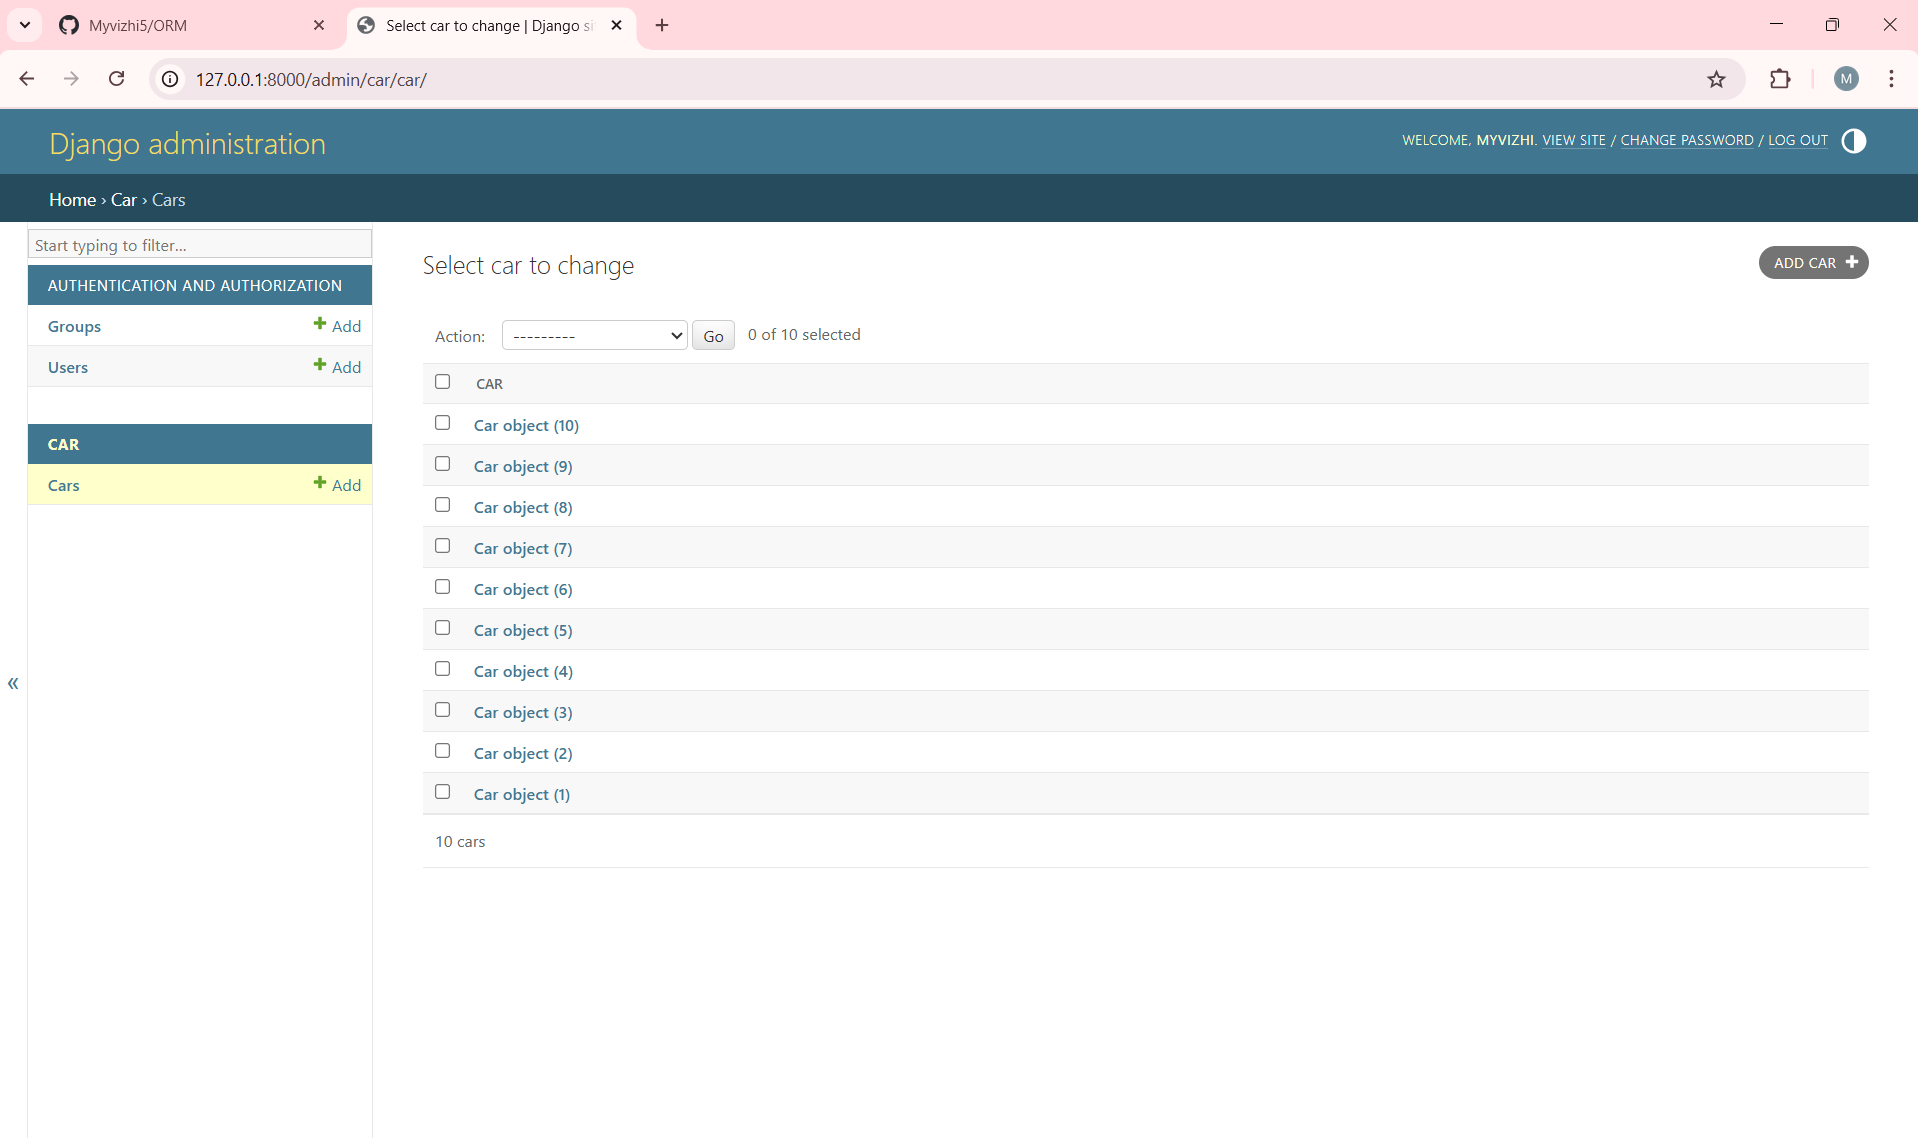 Myvizhi5/ORM
Select car to change | Django si
127.0.0.1:8000/admin/car/car/
M
Django administration
WELCOME, MYVIZHI. VIEW SITE / CHANGE PASSWORD / LOG OUT
Home › Car › Cars
Start typing to filter...
AUTHENTICATION AND AUTHORIZATION
Groups + Add
Users + Add
CAR
Cars + Add
«
Select car to change
ADD CAR +
Action: --------- Go 0 of 10 selected
CAR
Car object (10)
Car object (9)
Car object (8)
Car object (7)
Car object (6)
Car object (5)
Car object (4)
Car object (3)
Car object (2)
Car object (1)
10 cars